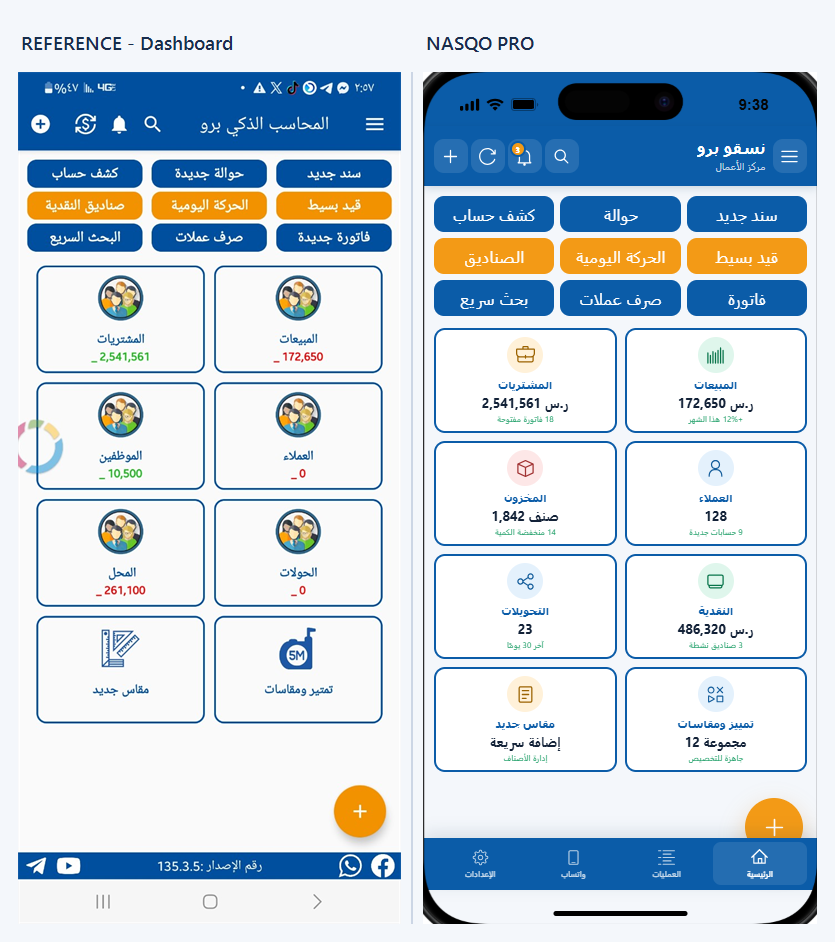 REFERENCE - Dashboard
%٤٧ 4G ٢:٥٧
المحاسب الذكي برو
سند جديد
حوالة جديدة
كشف حساب
قيد بسيط
الحركة اليومية
صناديق النقدية
فاتورة جديدة
صرف عملات
البحث السريع
المبيعات
172,650 _
المشتريات
2,541,561 _
العملاء
0 _
الموظفين
10,500 _
الحولات
0 _
المحل
261,100 _
5M
تمتير ومقاسات
مقاس جديد
+
رقم الإصدار :135.3.5
NASQO PRO
9:38
نسقو برو
مركز الأعمال
3
سند جديد
حوالة
كشف حساب
قيد بسيط
الحركة اليومية
الصناديق
فاتورة
صرف عملات
بحث سريع
المبيعات
ر.س 172,650
+12% هذا الشهر
المشتريات
ر.س 2,541,561
18 فاتورة مفتوحة
العملاء
128
9 حسابات جديدة
المخزون
1,842 صنف
14 منخفضة الكمية
النقدية
ر.س 486,320
3 صناديق نشطة
التحويلات
23
آخر 30 يومًا
تمييز ومقاسات
12 مجموعة
جاهزة للتخصيص
مقاس جديد
إضافة سريعة
إدارة الأصناف
+
الرئيسية
العمليات
واتساب
الإعدادات